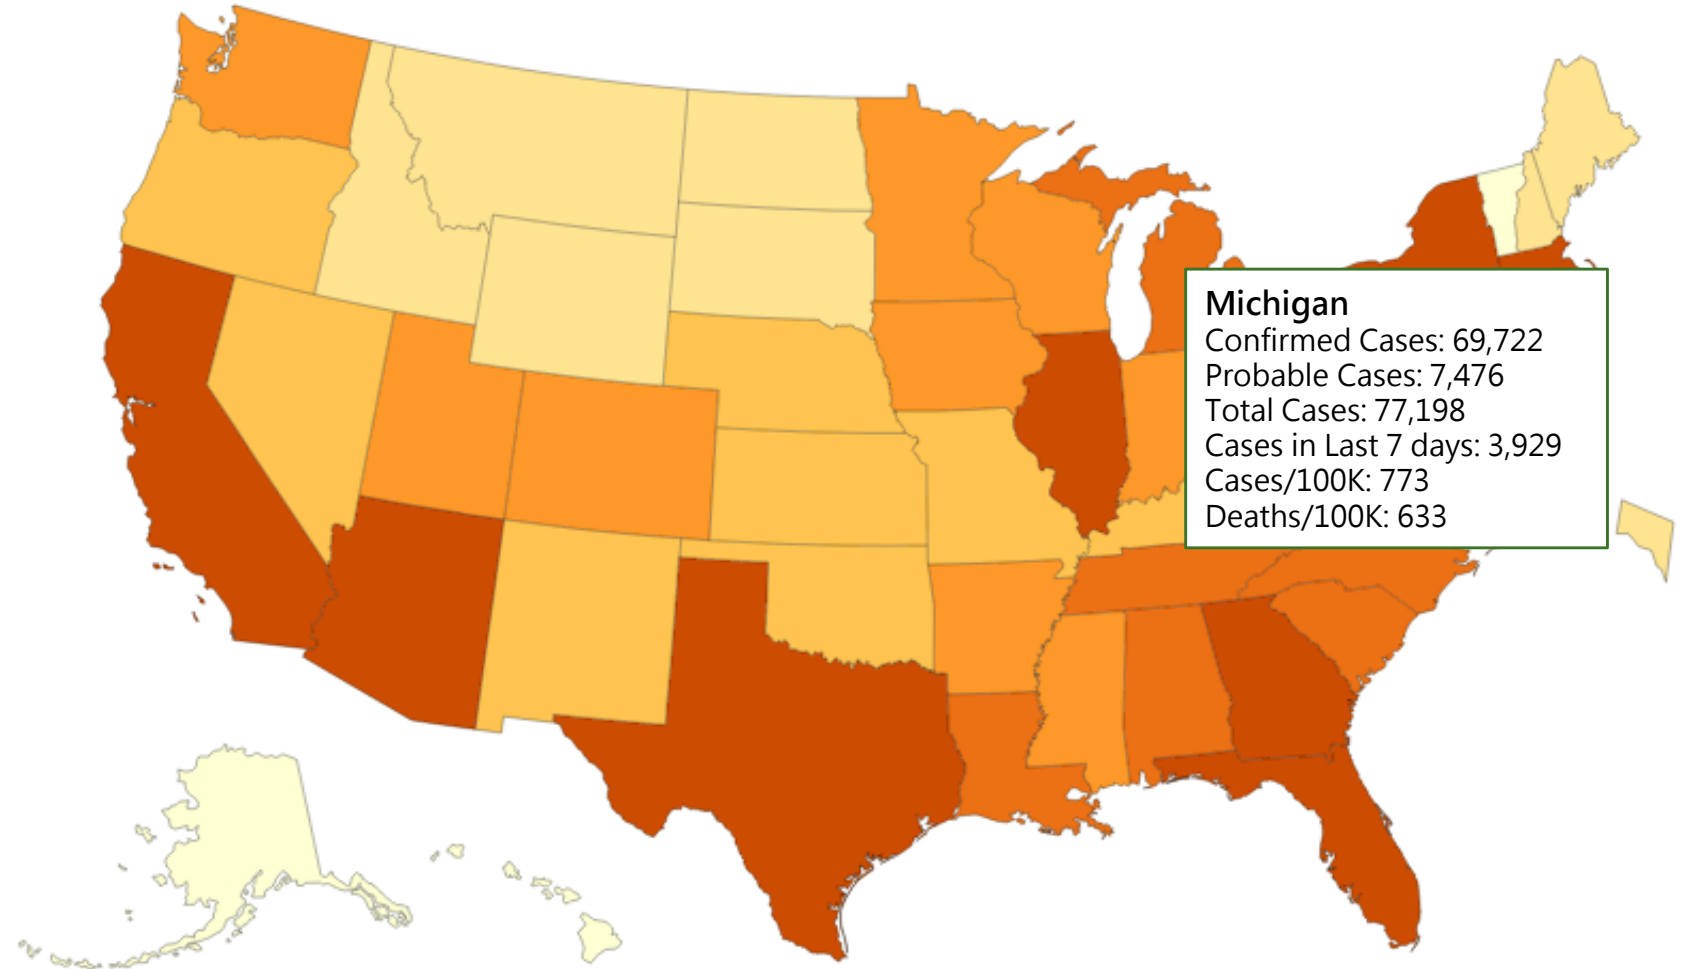 Michigan
Confirmed Cases: 69,722
Probable Cases: 7,476
Total Cases: 77,198
Cases in Last 7 days: 3,929
Cases/100K: 773
Deaths/100K: 633